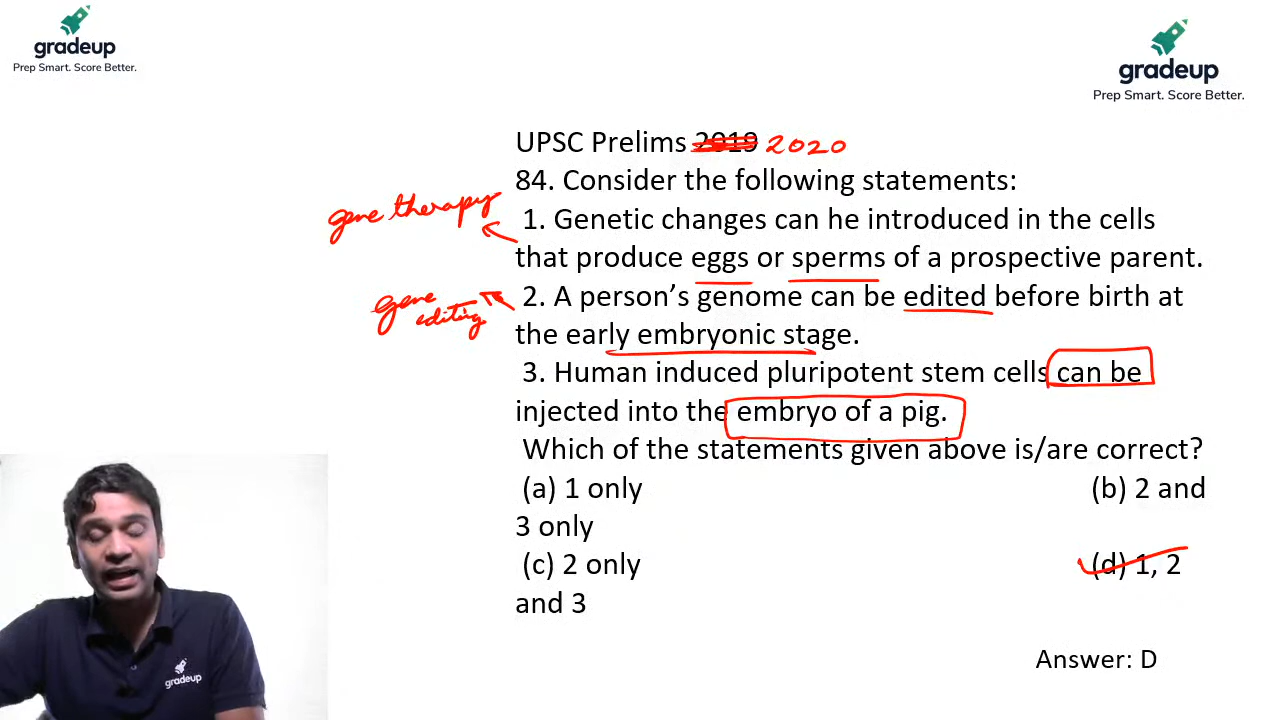 gradeup
Prep Smart. Score Better.
gradeup
Prep Smart. Score Better.
UPSC Prelims 2019 2020
84. Consider the following statements:
gene therapy
1. Genetic changes can he introduced in the cells
that produce eggs or sperms of a prospective parent.
gene
editing
2. A person's genome can be edited before birth at
the early embryonic stage.
3. Human induced pluripotent stem cells can be
injected into the embryo of a pig.
Which of the statements given above is/are correct?
(a) 1 only (b) 2 and
3 only
(c) 2 only (d) 1, 2
and 3
Answer: D
gradeup